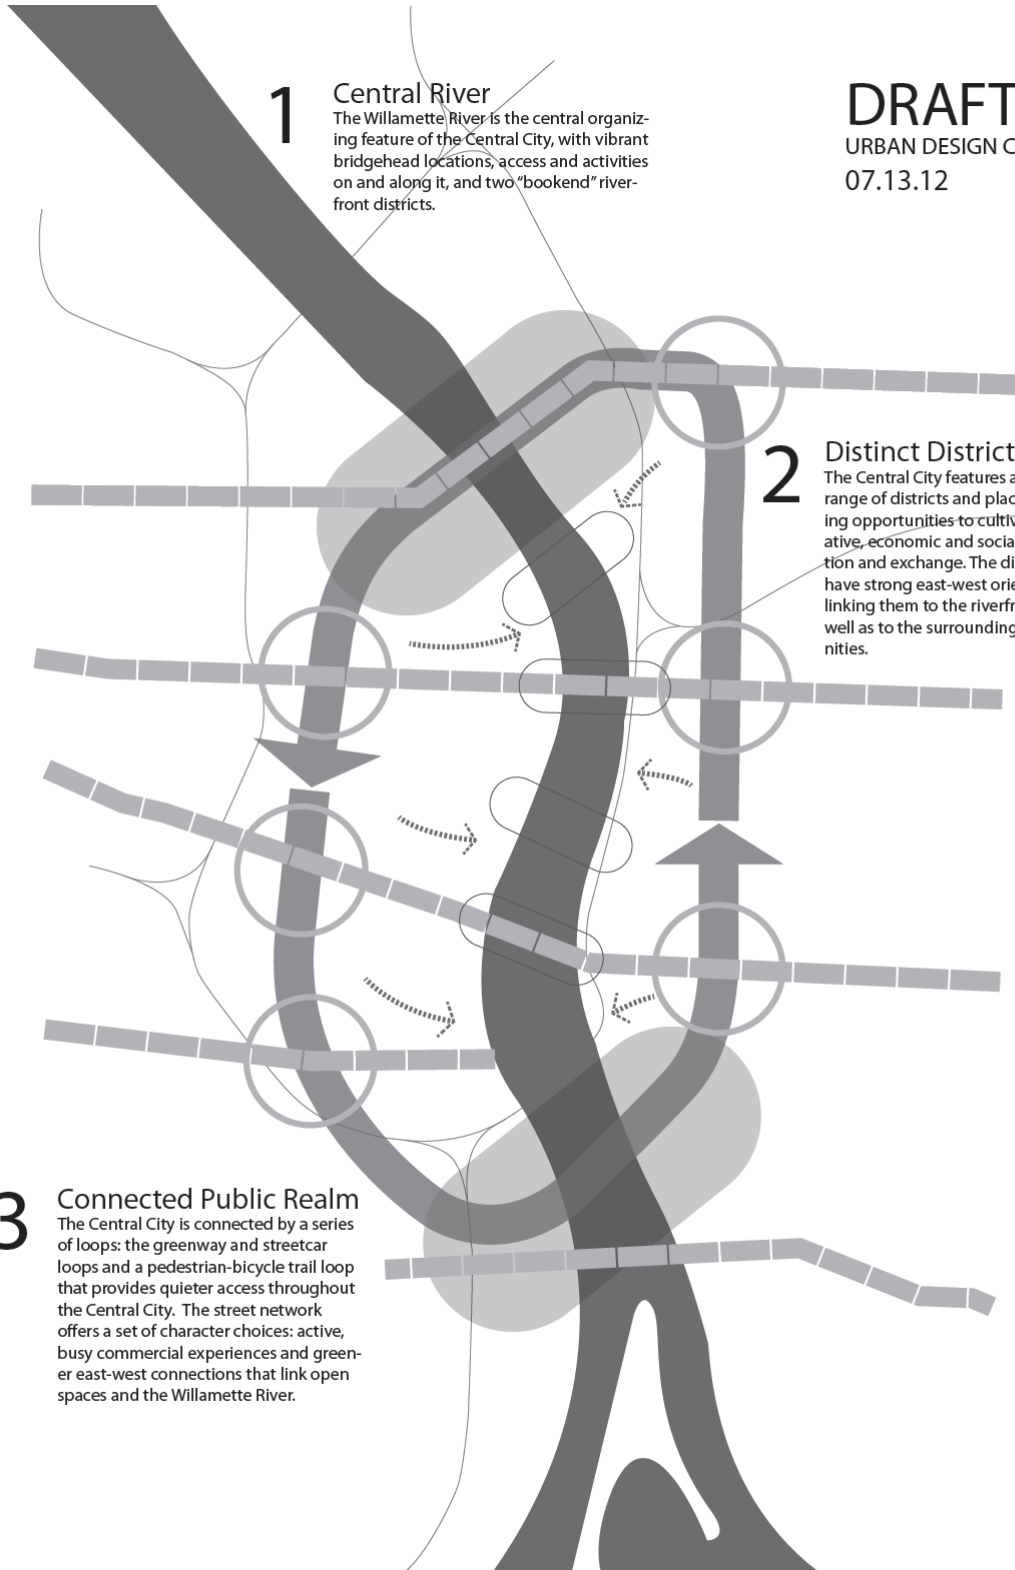 1
Central River
The Willamette River is the central organiz-
ing feature of the Central City, with vibrant
bridgehead locations, access and activities
on and along it, and two “bookend” river-
front districts.
DRAFT
URBAN DESIGN C
07.13.12
2
Distinct District
The Central City features a
range of districts and plac
ing opportunities to cultiv
ative, economic and socia
tion and exchange. The di
have strong east-west orie
linking them to the riverfr
well as to the surrounding
nities.
3
Connected Public Realm
The Central City is connected by a series
of loops: the greenway and streetcar
loops and a pedestrian-bicycle trail loop
that provides quieter access throughout
the Central City.  The street network
offers a set of character choices: active,
busy commercial experiences and green-
er east-west connections that link open
spaces and the Willamette River.